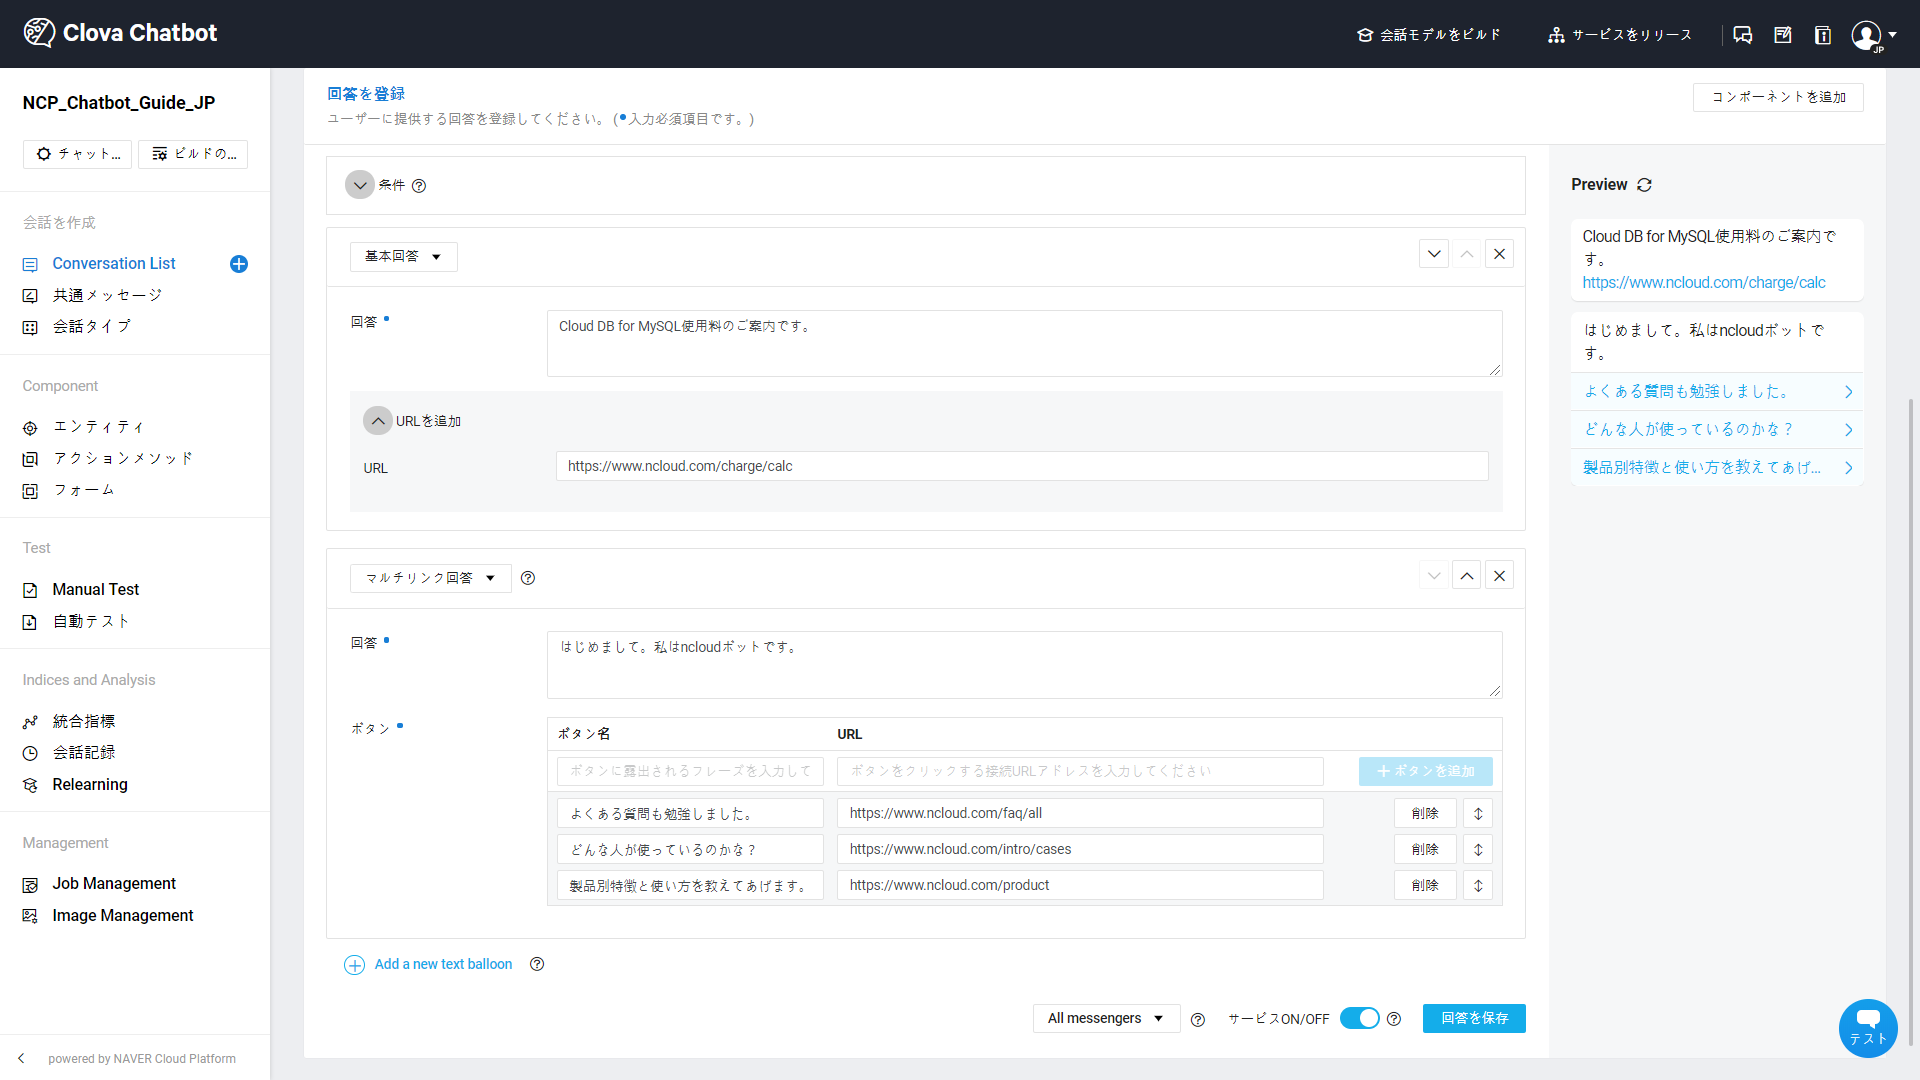 Clova Chatbot
会話モデルをビルド
サービスをリリース
JP
NCP_Chatbot_Guide_JP
チャット...
ビルドの...
会話を作成
Conversation List
共通メッセージ
会話タイプ
Component
エンティティ
アクションメソッド
フォーム
Test
Manual Test
自動テスト
Indices and Analysis
統合指標
会話記録
Relearning
Management
Job Management
Image Management
powered by NAVER Cloud Platform
回答を登録
ユーザーに提供する回答を登録してください。(●入力必須項目です。)
コンポーネントを追加
条件
基本回答
回答
Cloud DB for MySQL使用料のご案内です。
URLを追加
URL
https://www.ncloud.com/charge/calc
マルチリンク回答
回答
はじめまして。私はncloudボットです。
ボタン
ボタン名 URL
ボタンに露出されるフレーズを入力して
ボタンをクリックする接続URLアドレスを入力してください
ボタンを追加
よくある質問も勉強しました。
https://www.ncloud.com/faq/all
削除
どんな人が使っているのかな？
https://www.ncloud.com/intro/cases
削除
製品別特徴と使い方を教えてあげます。
https://www.ncloud.com/product
削除
Add a new text balloon
All messengers
サービスON/OFF
回答を保存
Preview
Cloud DB for MySQL使用料のご案内で
す。
https://www.ncloud.com/charge/calc
はじめまして。私はncloudボットで
す。
よくある質問も勉強しました。
どんな人が使っているのかな？
製品別特徴と使い方を教えてあげ...
テスト